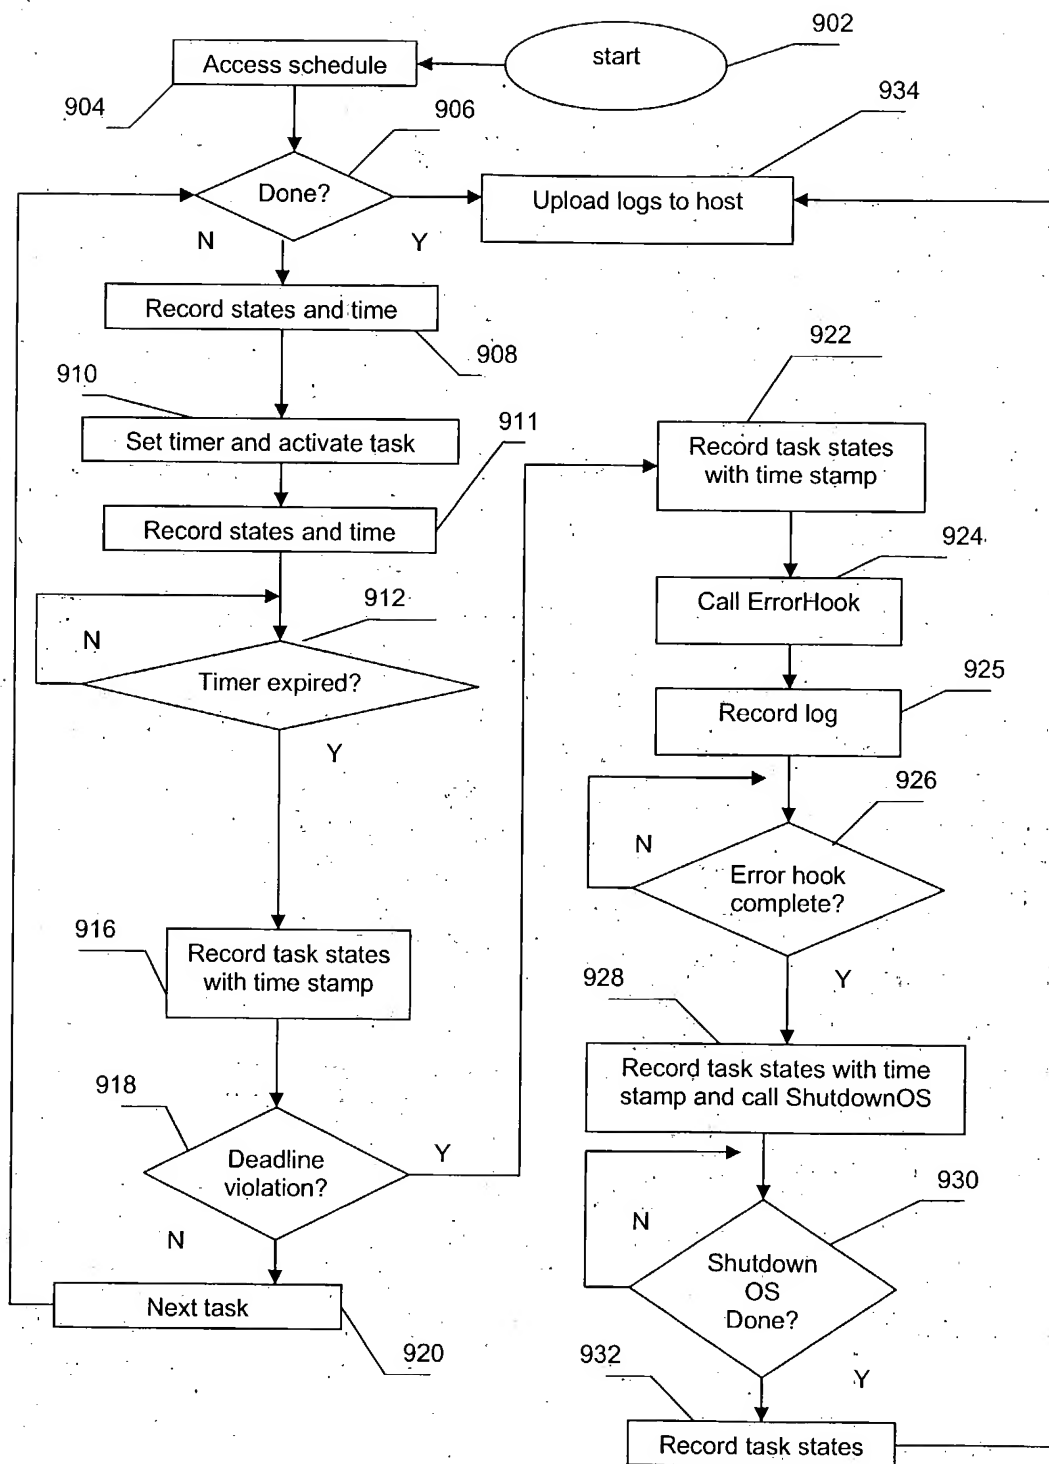 start
902
Access schedule
904
906
934
Done?
Upload logs to host
N
Y
Record states and time
908
922
910
Set timer and activate task
911
Record task states
with time stamp
Record states and time
924
Call ErrorHook
912
N
Timer expired?
925
Record log
Y
926
N
Error hook
complete?
916
Record task states
with time stamp
Y
928
Record task states with time
stamp and call ShutdownOS
918
Deadline
violation?
Y
N
930
N
Shutdown
OS
Done?
Next task
920
932
Y
Record task states